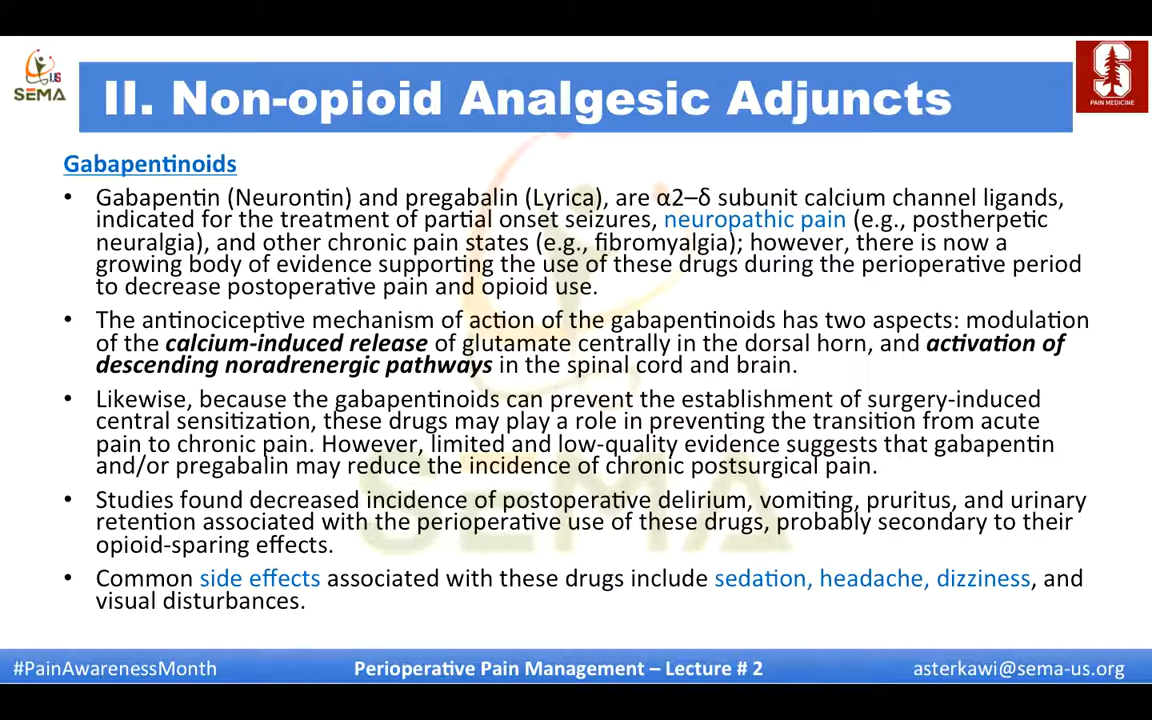 US
SEMA
II. Non-opioid Analgesic Adjuncts
S
PAIN MEDICINE
Gabapentinoids
• Gabapentin (Neurontin) and pregabalin (Lyrica), are α2–δ subunit calcium channel ligands,
indicated for the treatment of partial onset seizures, neuropathic pain (e.g., postherpetic
neuralgia), and other chronic pain states (e.g., fibromyalgia); however, there is now a
growing body of evidence supporting the use of these drugs during the perioperative period
to decrease postoperative pain and opioid use.
• The antinociceptive mechanism of action of the gabapentinoids has two aspects: modulation
of the calcium-induced release of glutamate centrally in the dorsal horn, and activation of
descending noradrenergic pathways in the spinal cord and brain.
• Likewise, because the gabapentinoids can prevent the establishment of surgery-induced
central sensitization, these drugs may play a role in preventing the transition from acute
pain to chronic pain. However, limited and low-quality evidence suggests that gabapentin
and/or pregabalin may reduce the incidence of chronic postsurgical pain.
• Studies found decreased incidence of postoperative delirium, vomiting, pruritus, and urinary
retention associated with the perioperative use of these drugs, probably secondary to their
opioid-sparing effects.
• Common side effects associated with these drugs include sedation, headache, dizziness, and
visual disturbances.
SEMA
#PainAwarenessMonth
Perioperative Pain Management – Lecture # 2
asterkawi@sema-us.org